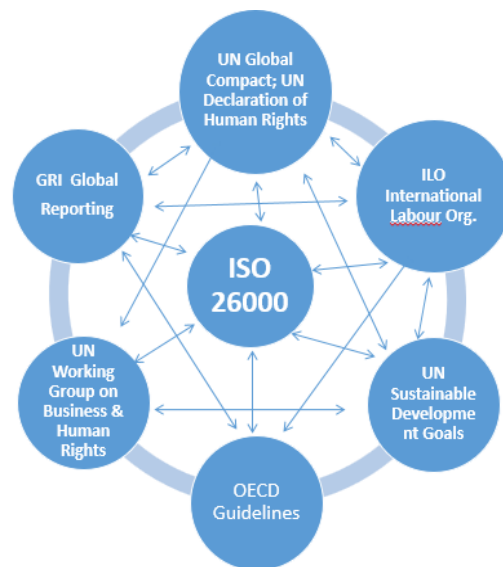 UN Global
Compact; UN
Declaration of
Human Rights
GRI Global
Reporting
ILO
International
Labour Org.
ISO
26000
UN
Working
Group on
Business &
Human
Rights
UN
Sustainable
Developme
nt Goals
OECD
Guidelines